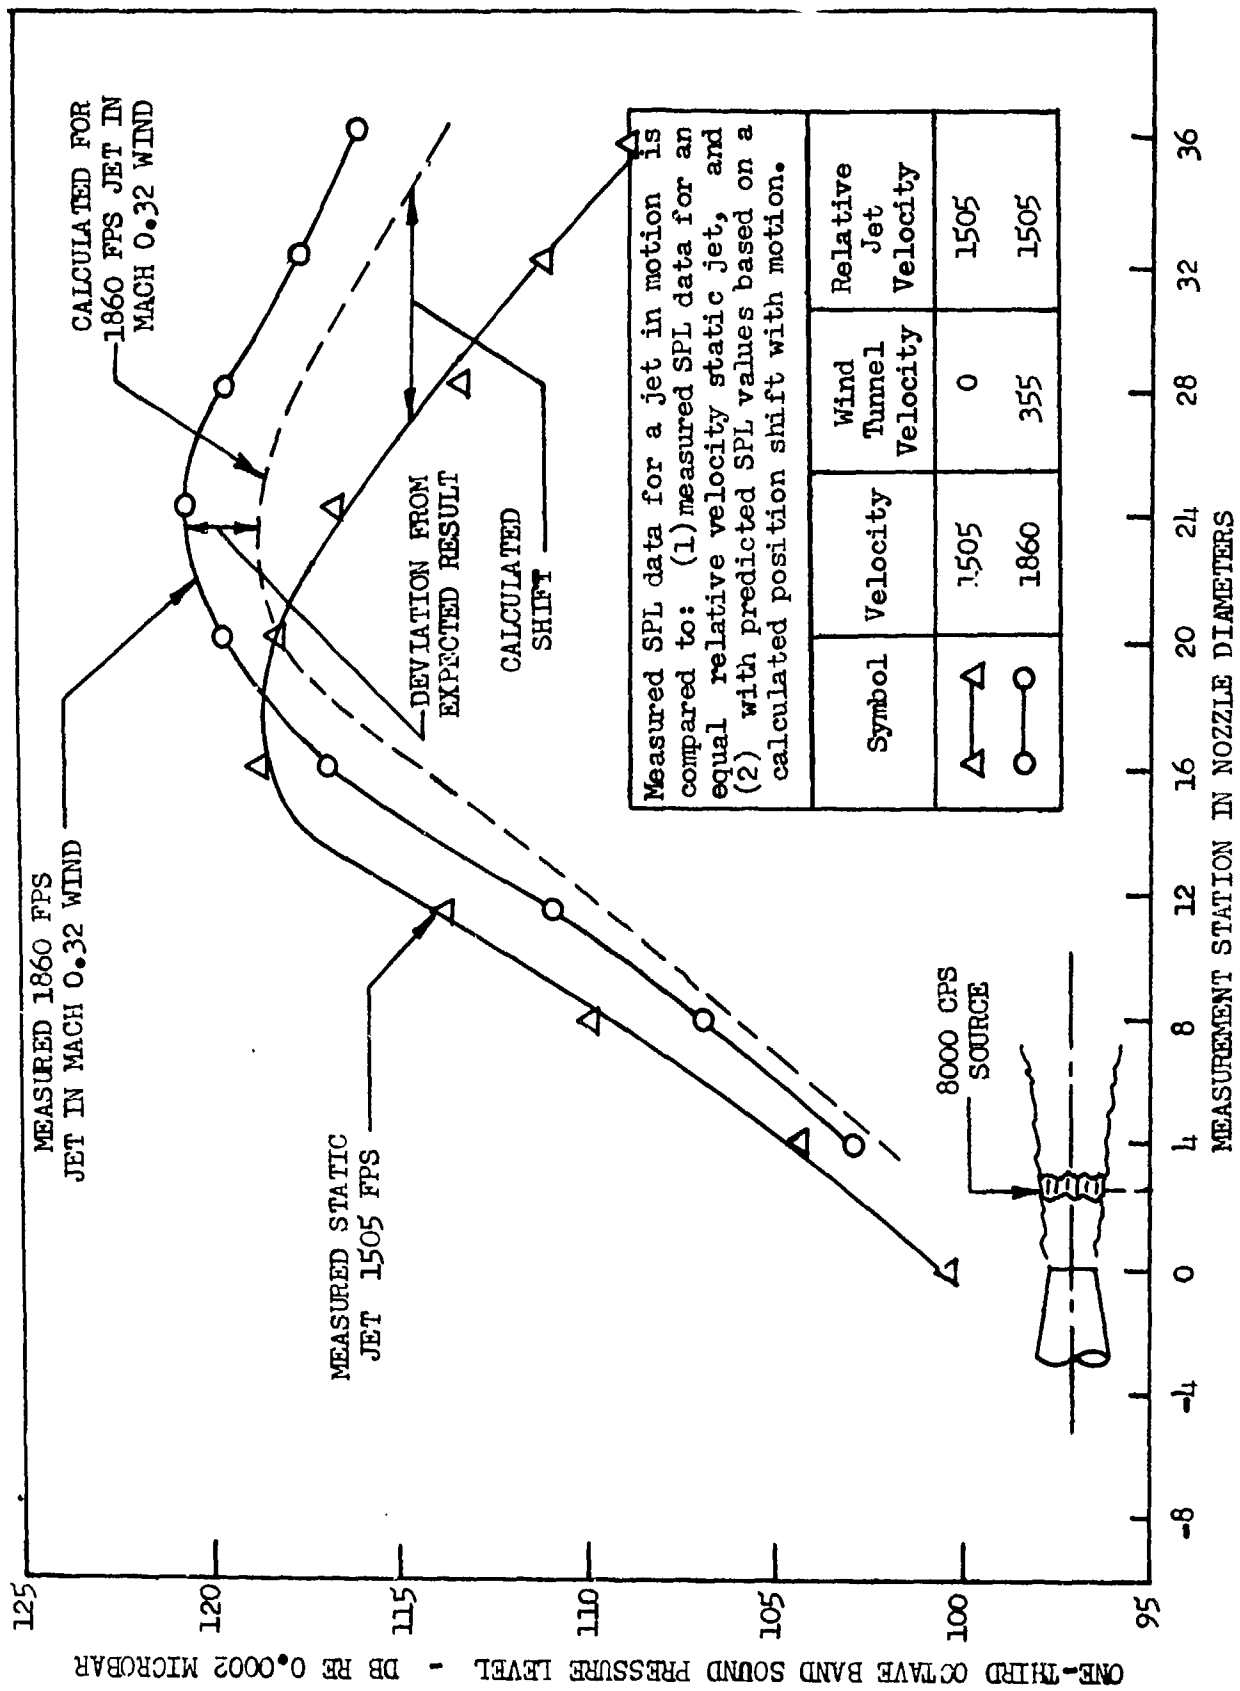 MEASURED 1860 FPS
JET IN MACH 0.32 WIND
CALCULATED FOR
1860 FPS JET IN
MACH 0.32 WIND
MEASURED STATIC
JET 1505 FPS
DEVIATION FROM
EXPECTED RESULT
CALCULATED
SHIFT
8000 CPS
SOURCE
Measured SPL data for a jet in motion is
compared to: (1) measured SPL data for an
equal relative velocity static jet, and
(2) with predicted SPL values based on a
calculated position shift with motion.
Symbol Velocity Wind Tunnel Velocity Relative Jet Velocity
1505 0 1505
1860 355 1505
125
120
115
110
105
100
95
ONE-THIRD OCTAVE BAND SOUND PRESSURE LEVEL - DB RE 0.0002 MICROBAR
-8 -4 0 4 8 12 16 20 24 28 32 36
MEASUREMENT STATION IN NOZZLE DIAMETERS